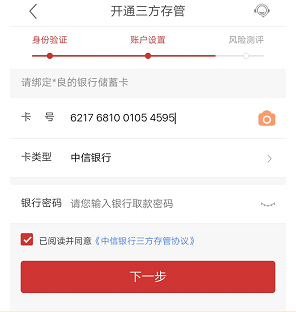 开通三方存管
身份验证 账户设置 风险测评
请绑定*良的银行储蓄卡
卡 号 6217 6810 0105 4595
卡类型 中信银行
银行密码 请您输入银行取款密码
已阅读并同意《中信银行三方存管协议》
下一步